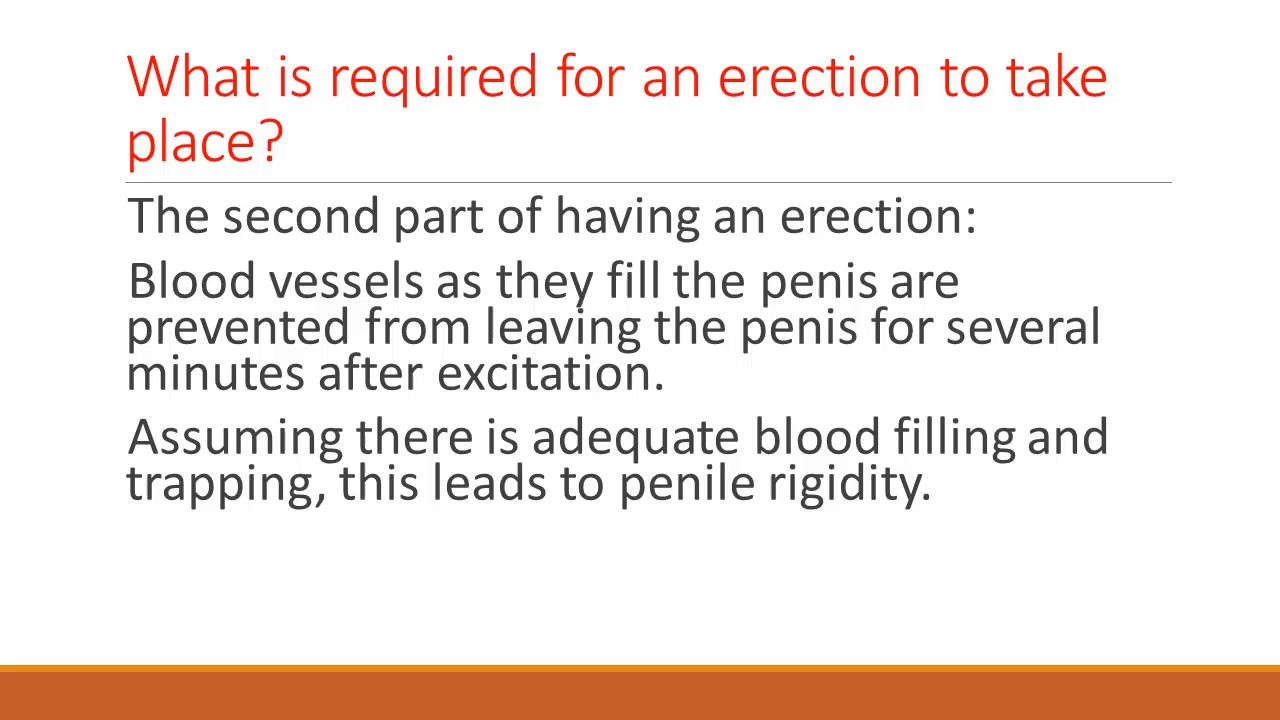 What is required for an erection to take
place?
The second part of having an erection:
Blood vessels as they fill the penis are
prevented from leaving the penis for several
minutes after excitation.
Assuming there is adequate blood filling and
trapping, this leads to penile rigidity.